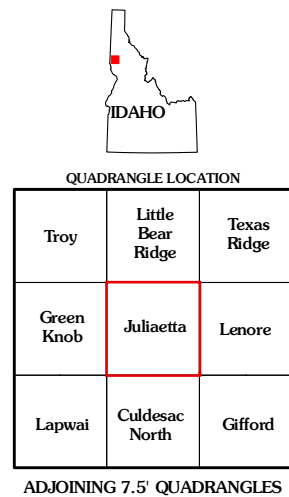 IDAHO
QUADRANGLE LOCATION
Troy
Little
Bear
Ridge
Texas
Ridge
Green
Knob
Juliaetta
Lenore
Lapwai
Culdesac
North
Gifford
ADJOINING 7.5' QUADRANGLES